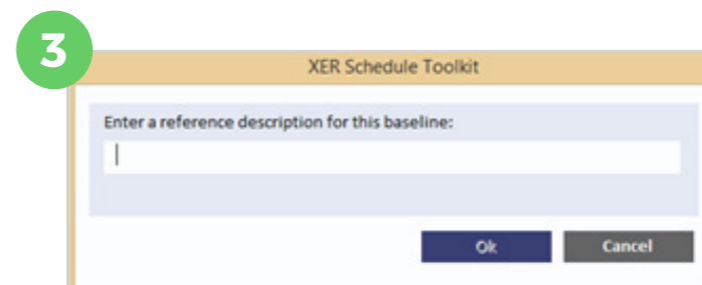 3
XER Schedule Toolkit
Enter a reference description for this baseline:
Ok
Cancel